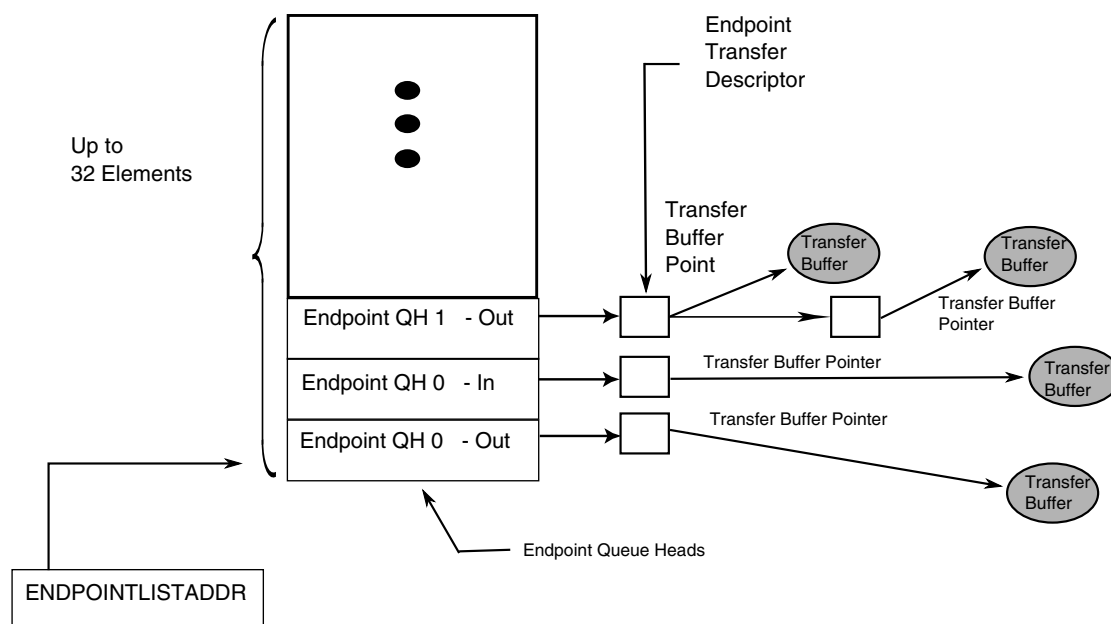 Endpoint
Transfer
Descriptor
Up to
32 Elements
Transfer
Buffer
Point
Transfer
Buffer
Transfer
Buffer
Endpoint QH 1 - Out
Transfer Buffer
Pointer
Endpoint QH 0 - In
Transfer Buffer Pointer
Transfer
Buffer
Endpoint QH 0 - Out
Transfer Buffer Pointer
Transfer
Buffer
Endpoint Queue Heads
ENDPOINTLISTADDR